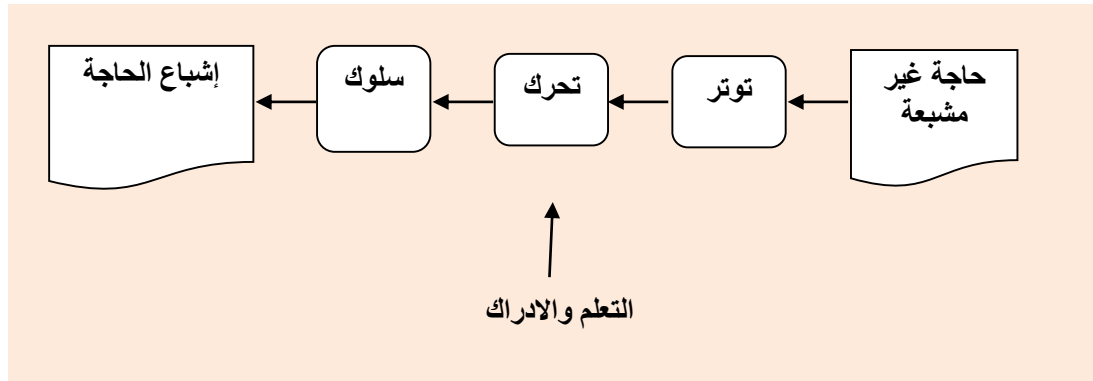 حاجة غير
مشبعة
توتر
تحرك
سلوك
إشباع الحاجة
التعلم والادراك